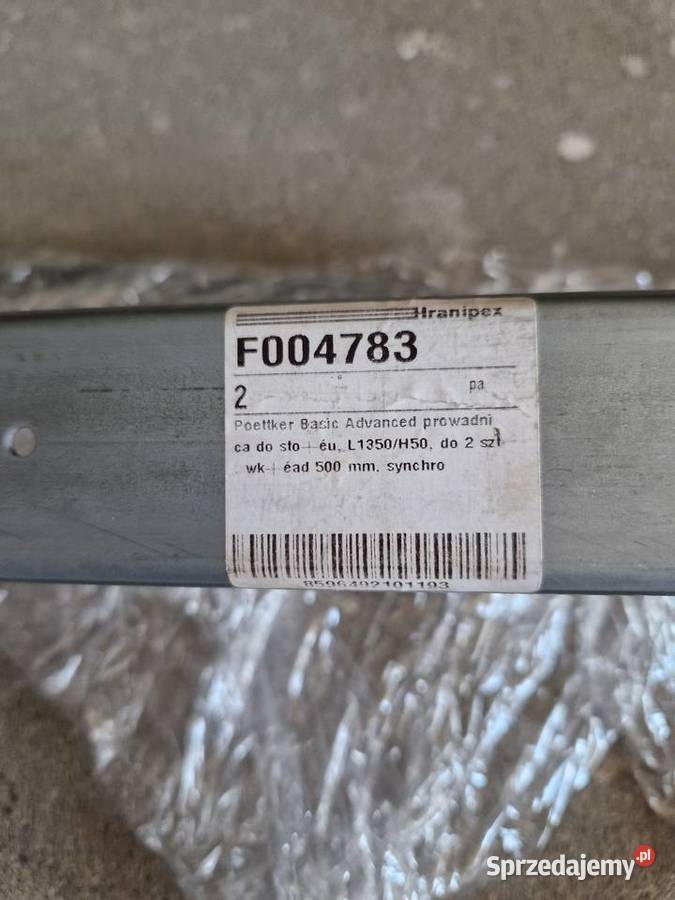 Hranipex
F004783
2 pa
Poettker Basic Advanced prowadni
ca do sto-+-éu, L1350/H50, do 2 szt
wk-+-éad 500 mm, synchro
8596492101193
Sprzedajemy.pl